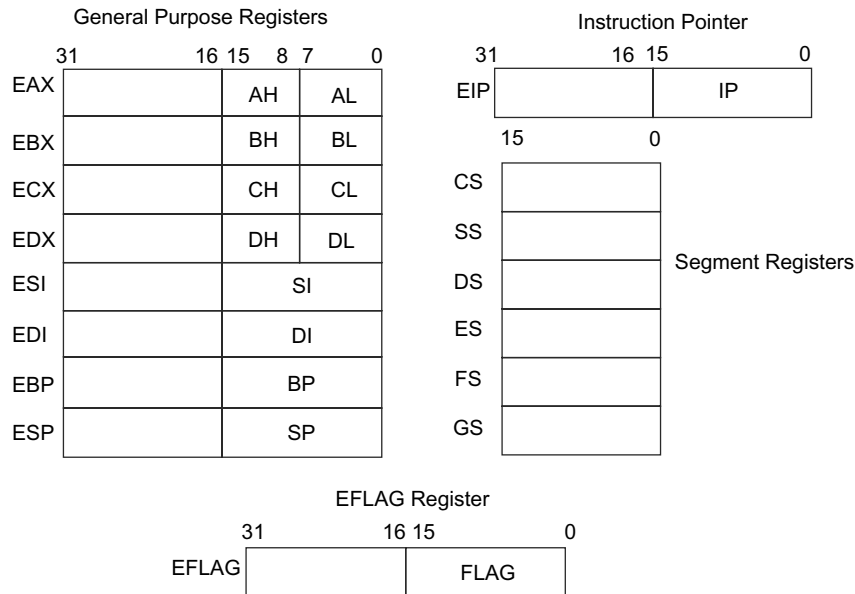 General Purpose Registers
31 16 15 8 7 0
EAX AH AL
EBX BH BL
ECX CH CL
EDX DH DL
ESI SI
EDI DI
EBP BP
ESP SP
Instruction Pointer
31 16 15 0
EIP IP
15 0
CS
SS
DS
ES
FS
GS
Segment Registers
EFLAG Register
31 16 15 0
EFLAG FLAG